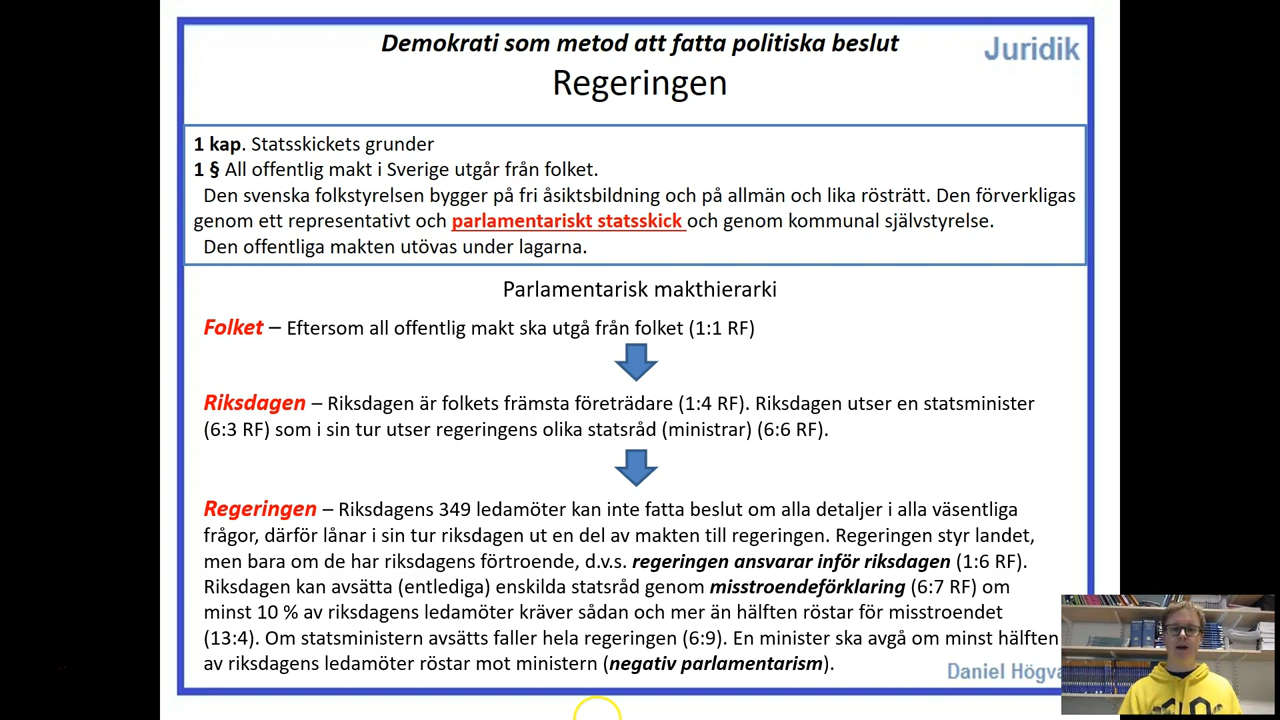 Demokrati som metod att fatta politiska beslut
Juridik
Regeringen
1 kap. Statsskickets grunder
1 § All offentlig makt i Sverige utgår från folket.
Den svenska folkstyrelsen bygger på fri åsiktsbildning och på allmän och lika rösträtt. Den förverkligas
genom ett representativt och parlamentariskt statsskick och genom kommunal självstyrelse.
Den offentliga makten utövas under lagarna.
Parlamentarisk makthierarki
Folket – Eftersom all offentlig makt ska utgå från folket (1:1 RF)
Riksdagen – Riksdagen är folkets främsta företrädare (1:4 RF). Riksdagen utser en statsminister
(6:3 RF) som i sin tur utser regeringens olika statsråd (ministrar) (6:6 RF).
Regeringen – Riksdagens 349 ledamöter kan inte fatta beslut om alla detaljer i alla väsentliga
frågor, därför lånar i sin tur riksdagen ut en del av makten till regeringen. Regeringen styr landet,
men bara om de har riksdagens förtroende, d.v.s. regeringen ansvarar inför riksdagen (1:6 RF).
Riksdagen kan avsätta (entlediga) enskilda statsråd genom misstroendeförklaring (6:7 RF) om
minst 10 % av riksdagens ledamöter kräver sådan och mer än hälften röstar för misstroendet
(13:4). Om statsministern avsätts faller hela regeringen (6:9). En minister ska avgå om minst hälften
av riksdagens ledamöter röstar mot ministern (negativ parlamentarism).
Daniel Högva